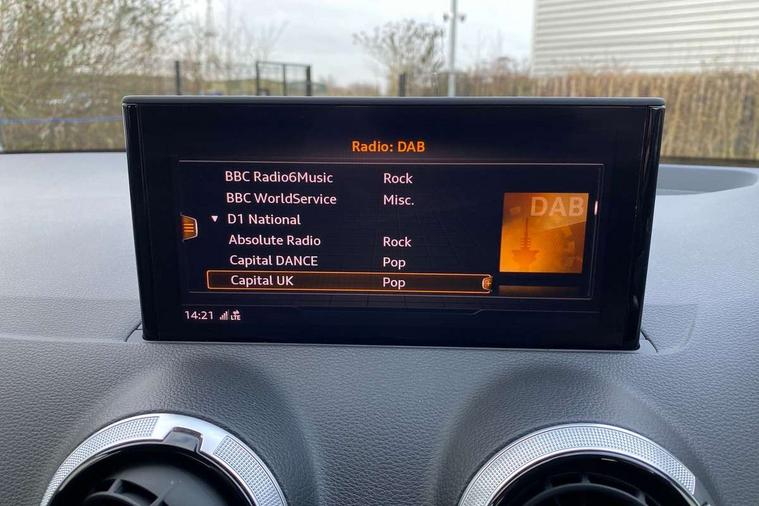 Radio: DAB
BBC Radio6Music Rock
BBC WorldService Misc.
D1 National
Absolute Radio Rock
Capital DANCE Pop
Capital UK Pop
DAB
14:21 LTE